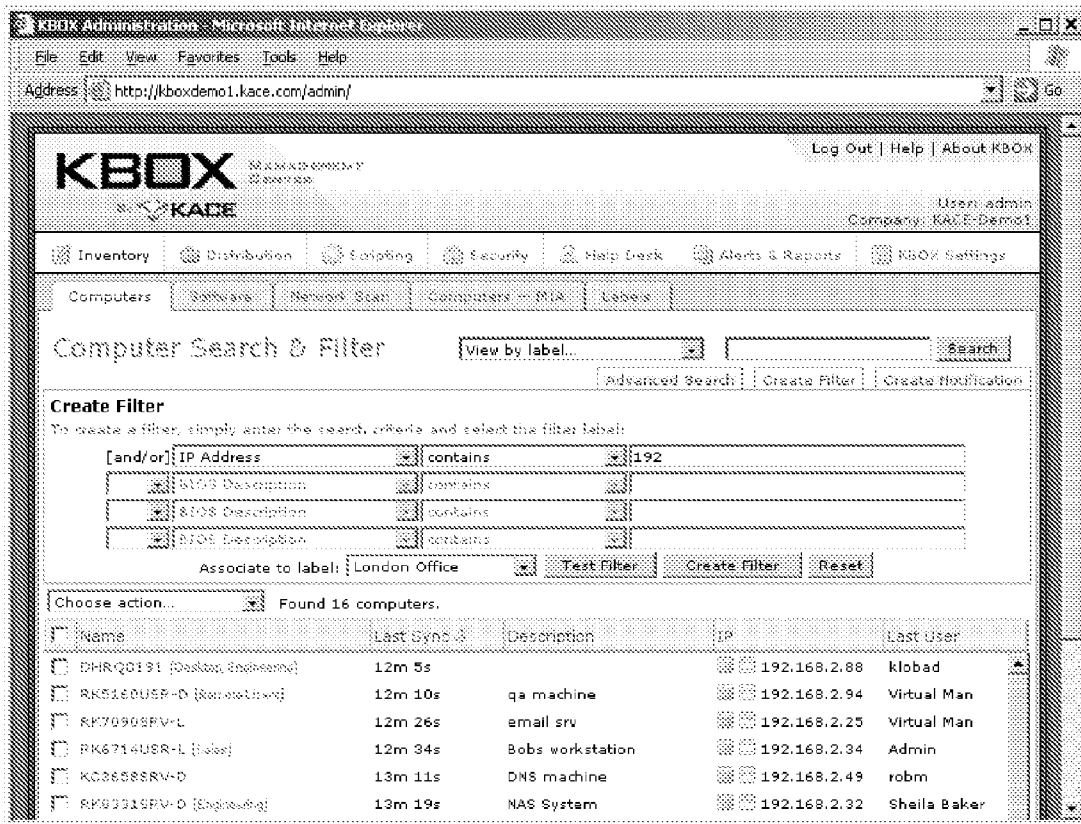 KBOX Administration - Microsoft Internet Explorer
File Edit View Favorites Tools Help
Address http://kboxdemo1.kace.com/admin/ Go
Log Out | Help | About KBOX
KBOX MANAGEMENT
By KACE
User: admin
Company: KACE-Demo1
Inventory Distribution Scripting Security Help Desk Alerts & Reports KBOX Settings
Computers Software Network Scan Computers - MIA Labels
Computer Search & Filter View by label... Search
Advanced Search Create Filter Create Notification
Create Filter
To create a filter, simply enter the search criteria and select the filter label:
[and/or] IP Address contains 192
BIOS Description contains
BIOS Description contains
BIOS Description contains
Associate to label: London Office Test Filter Create Filter Reset
Choose action... Found 16 computers.
Name Last Sync Description IP Last User
12m 5s 192.168.2.88 klobad
12m 10s qa machine 192.168.2.94 Virtual Man
RK7090SRV-L 12m 26s email srv 192.168.2.25 Virtual Man
RK6714USR-L [Sales] 12m 34s Bobs workstation 192.168.2.34 Admin
13m 11s DNS machine 192.168.2.49 robm
[Engineering] 13m 19s NAS System 192.168.2.32 Sheila Baker